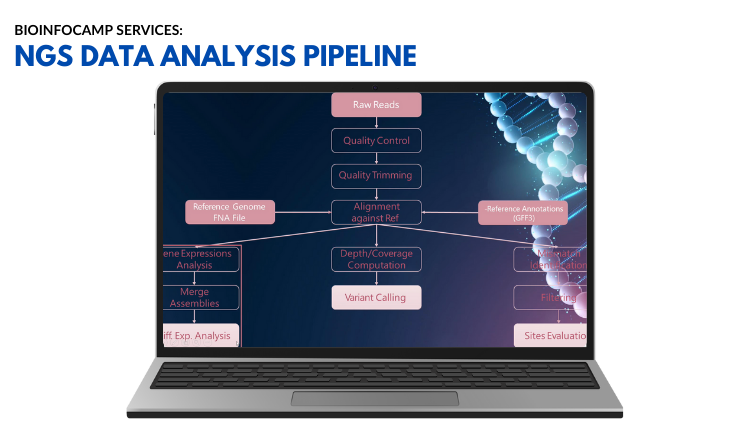 BIOINFOCAMP SERVICES:
NGS DATA ANALYSIS PIPELINE
Raw Reads
Quality Control
Quality Trimming
Reference Genome
FNA File
Alignment
against Ref
Reference Annotations
(GFF3)
ene Expressions
Analysis
Depth/Coverage
Computation
Identification
Merge
Assemblies
Variant Calling
Filtering
iff. Exp. Analysis
Sites Evaluatio